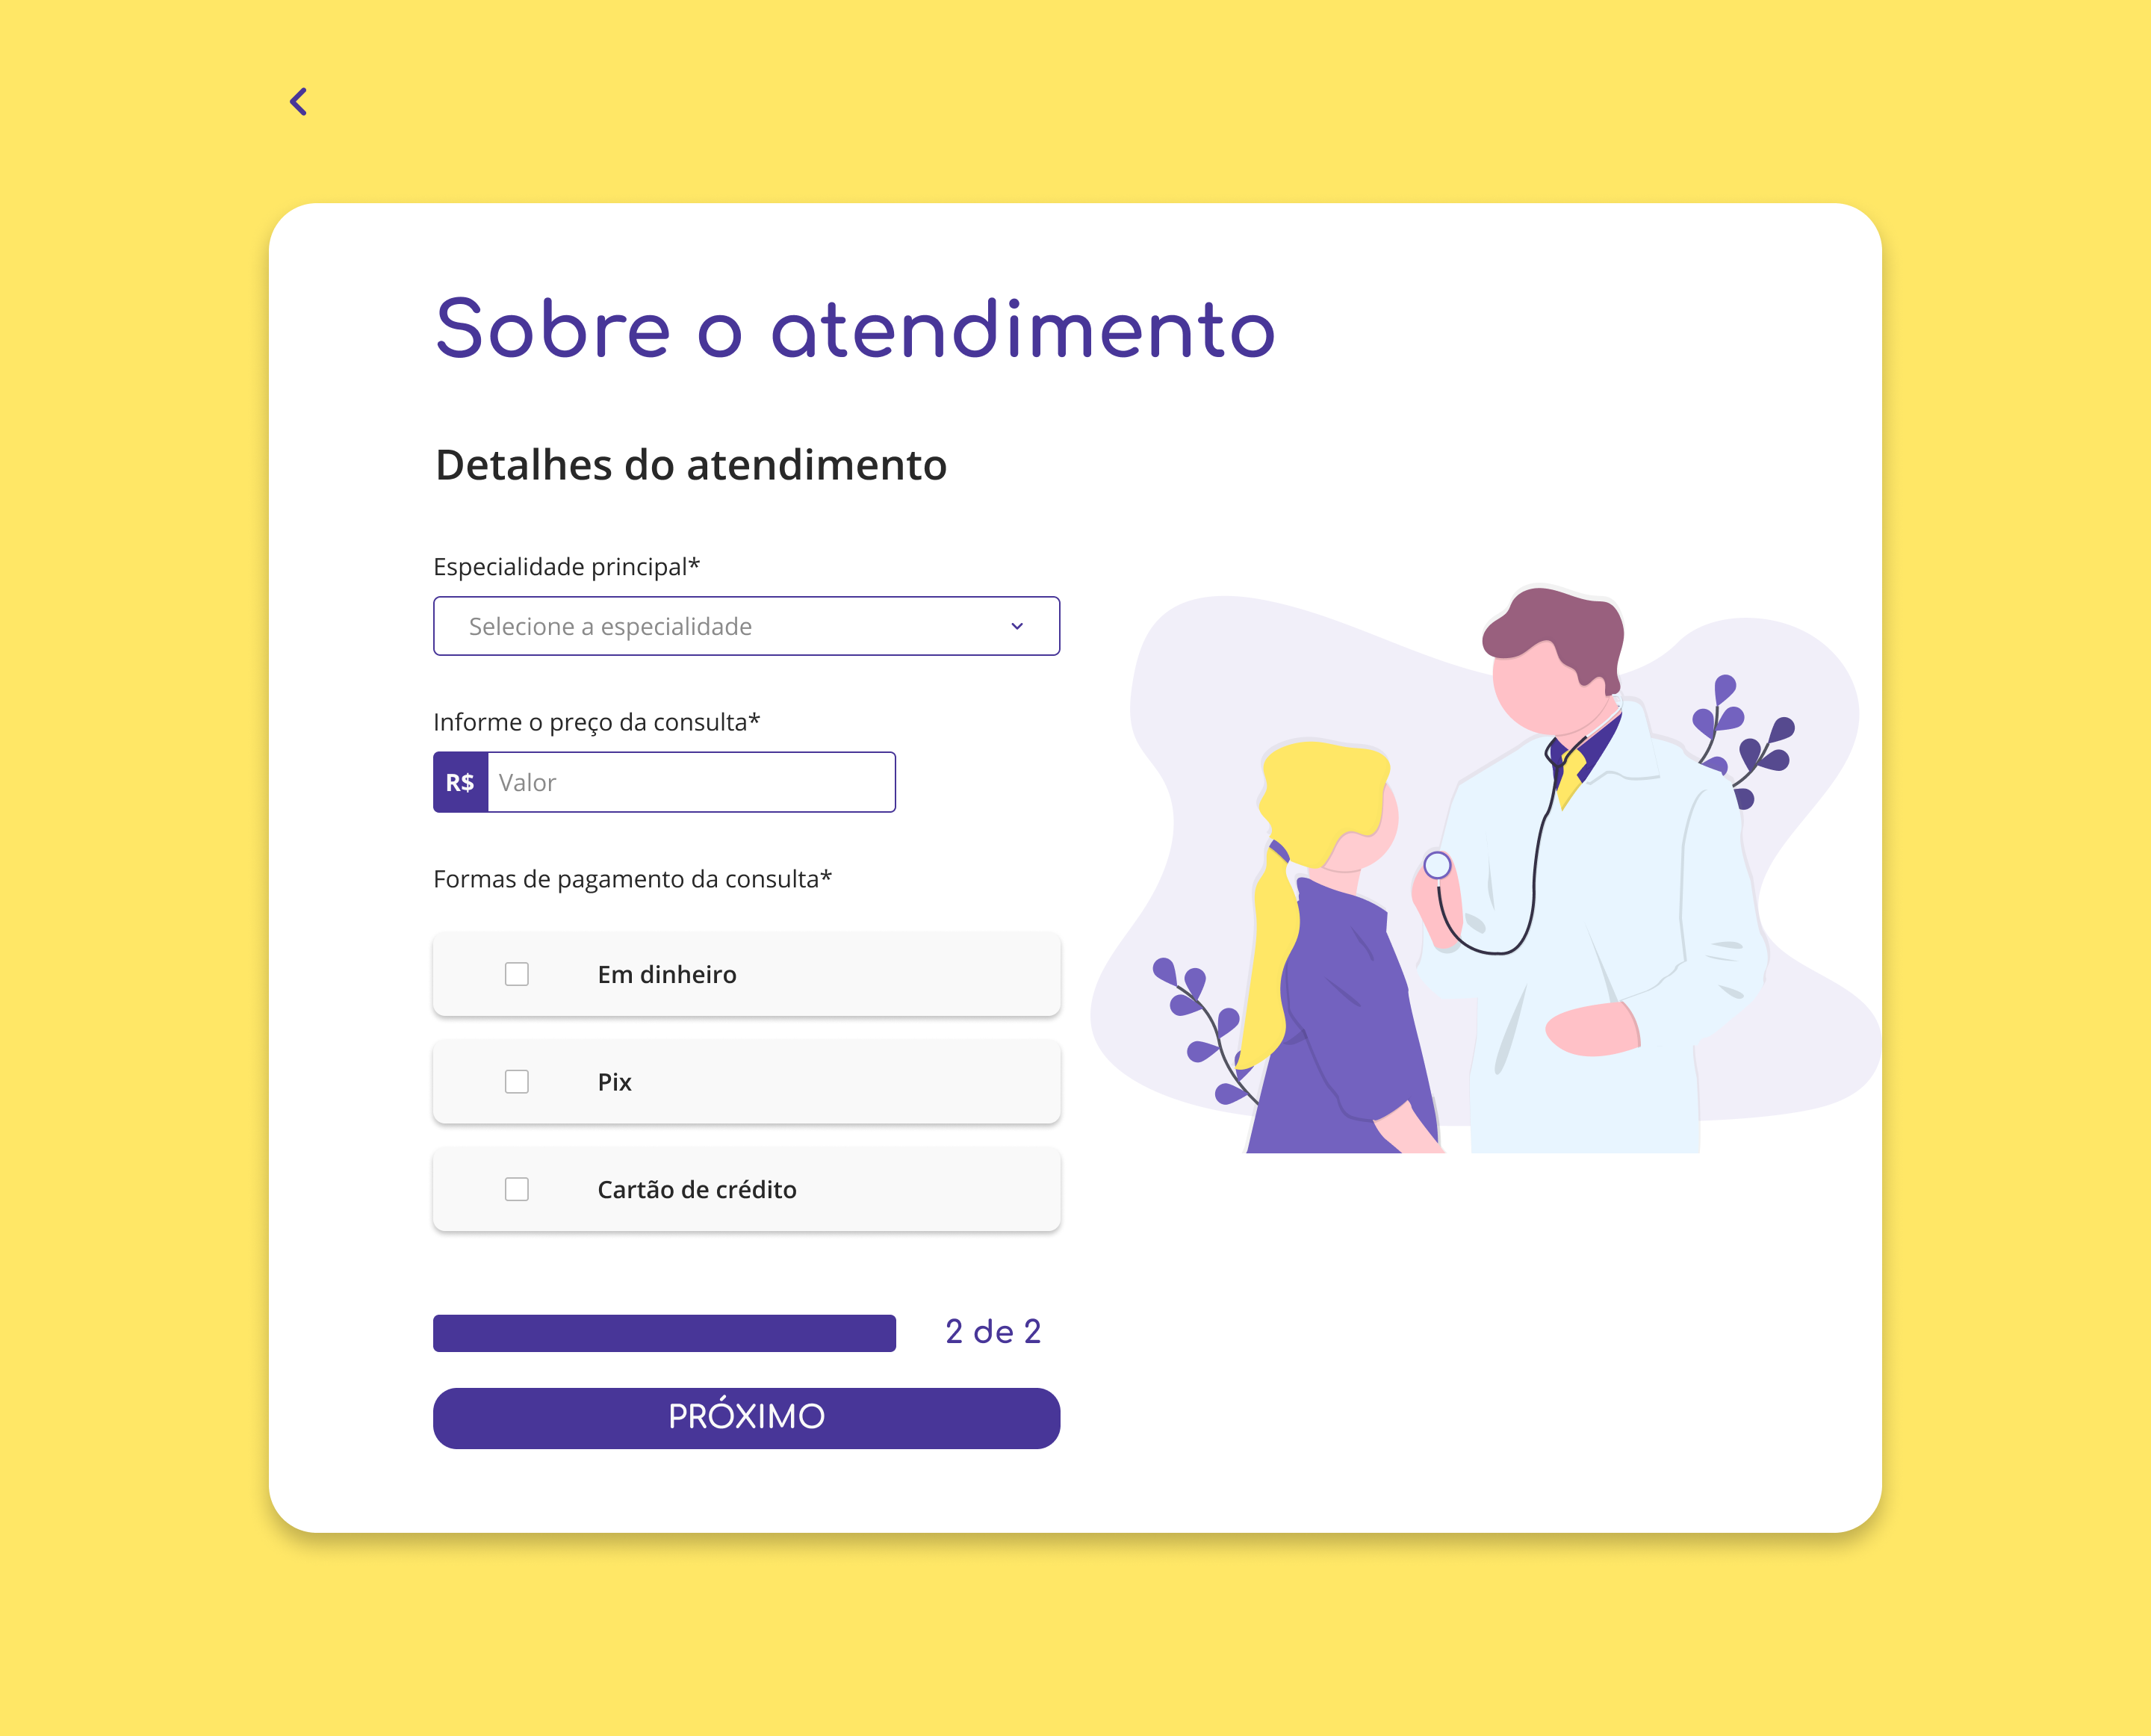 Sobre o atendimento
Detalhes do atendimento
Especialidade principal*
Selecione a especialidade
Informe o preço da consulta*
R$ Valor
Formas de pagamento da consulta*
Em dinheiro
Pix
Cartão de crédito
2 de 2
PRÓXIMO